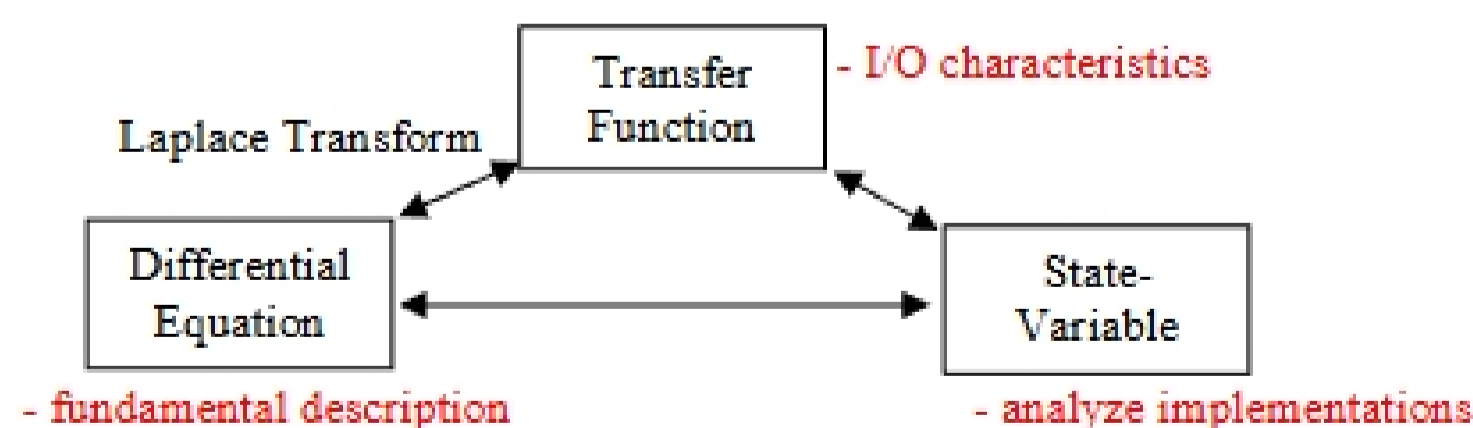 Transfer
Function
- I/O characteristics
Laplace Transform
Differential
Equation
State-
Variable
- fundamental description
- analyze implementations